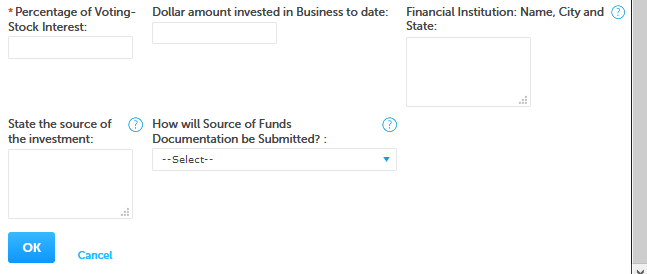 * Percentage of Voting-
Stock Interest:
Dollar amount invested in Business to date:
Financial Institution: Name, City and
State:
?
State the source of
the investment:
?
How will Source of Funds
Documentation be Submitted? :
?
--Select--
OK
Cancel